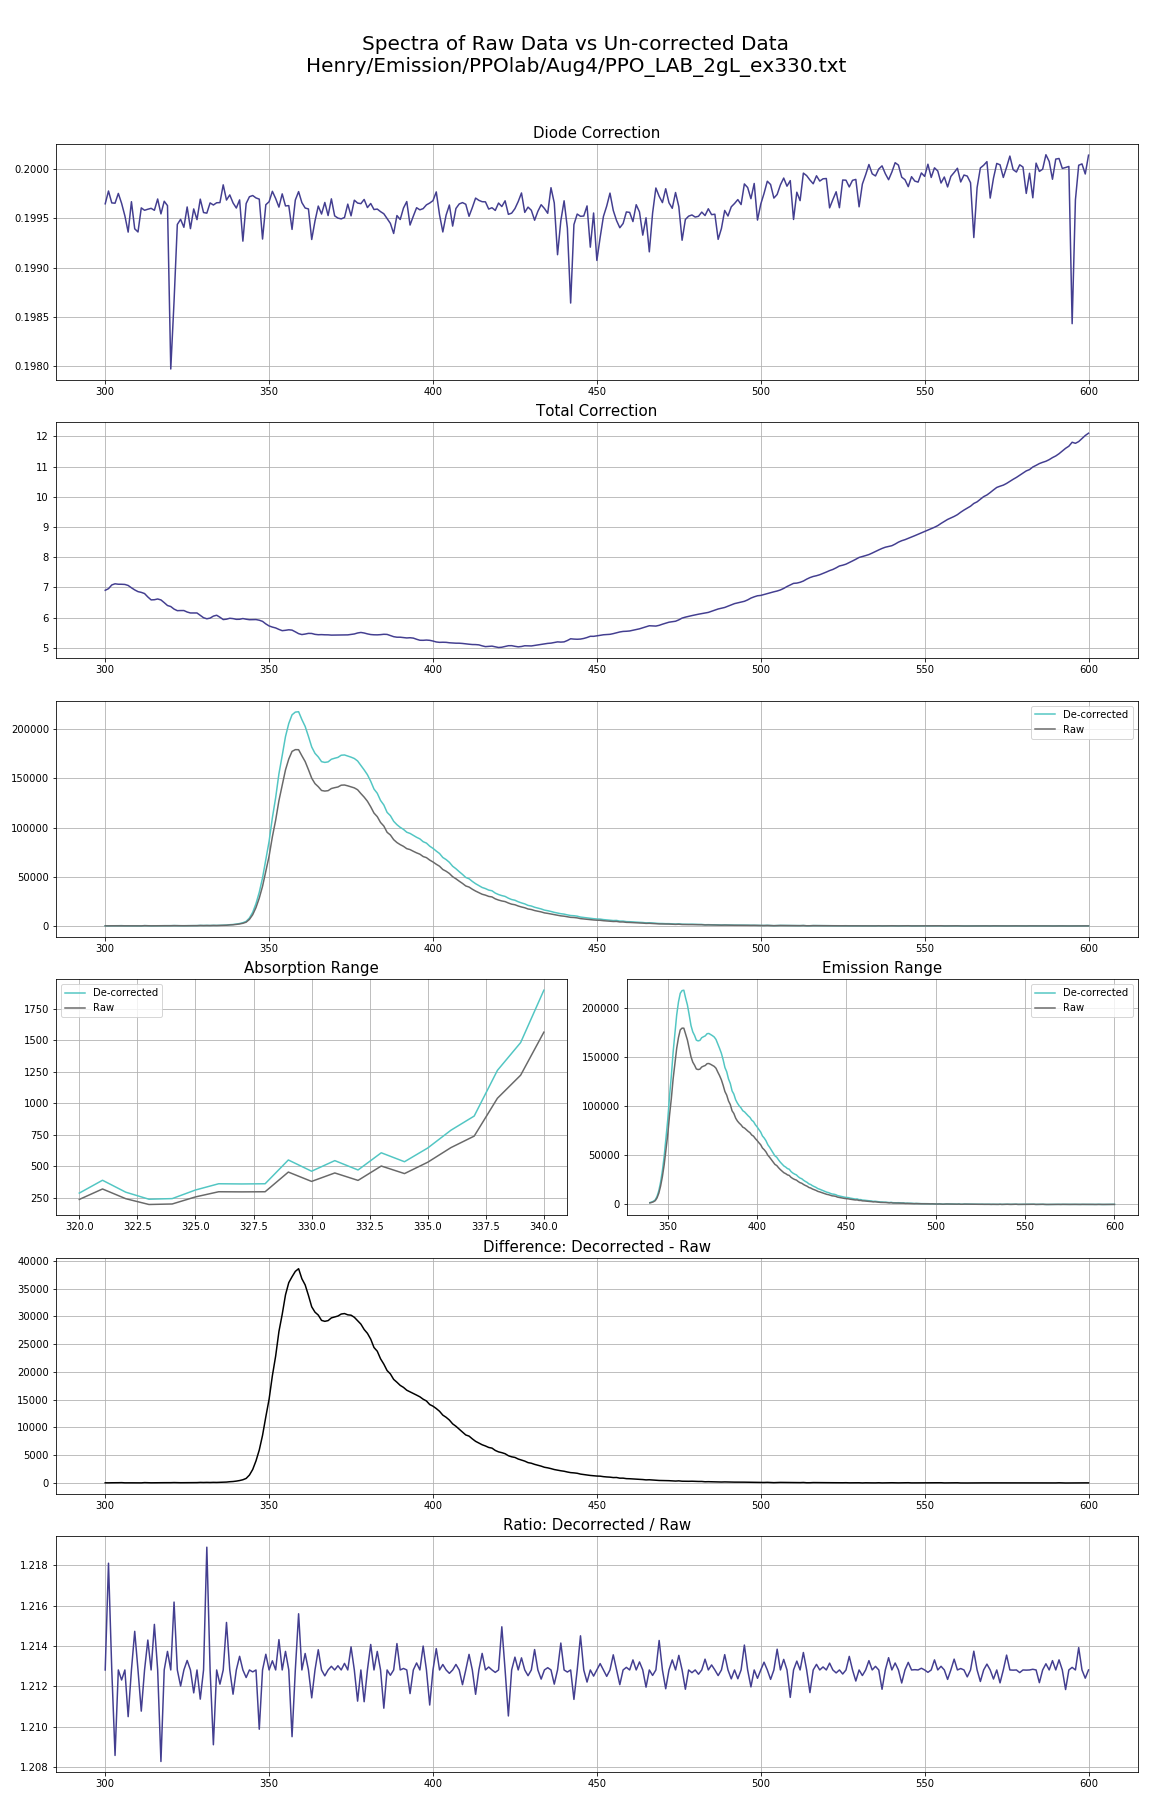 Spectra of Raw Data vs Un-corrected Data
Henry/Emission/PPOlab/Aug4/PPO_LAB_2gL_ex330.txt
Diode Correction
0.2000
0.1995
0.1990
0.1985
0.1980
300 350 400 450 500 550 600
Total Correction
12
11
10
9
8
7
6
5
300 350 400 450 500 550 600
De-corrected
Raw
200000
150000
100000
50000
0
300 350 400 450 500 550 600
Absorption Range
De-corrected
Raw
1750
1500
1250
1000
750
500
250
320.0 322.5 325.0 327.5 330.0 332.5 335.0 337.5 340.0
Emission Range
De-corrected
Raw
200000
150000
100000
50000
0
350 400 450 500 550 600
Difference: Decorrected - Raw
40000
35000
30000
25000
20000
15000
10000
5000
0
300 350 400 450 500 550 600
Ratio: Decorrected / Raw
1.218
1.216
1.214
1.212
1.210
1.208
300 350 400 450 500 550 600